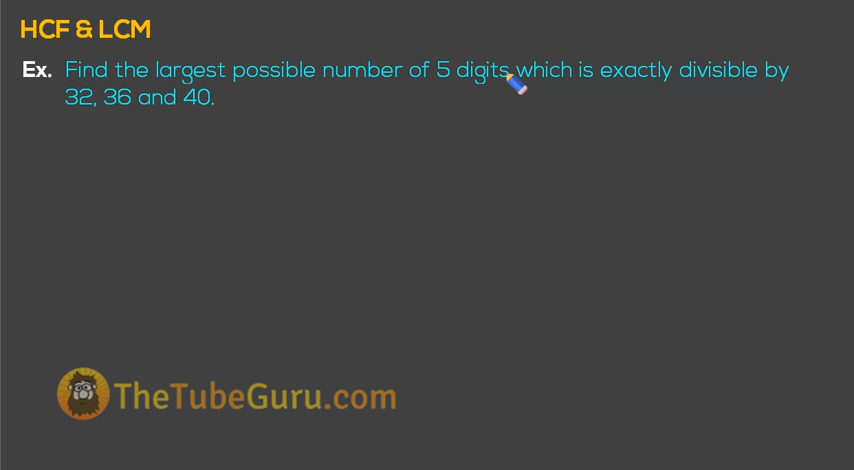 HCF & LCM
Ex. Find the largest possible number of 5 digits which is exactly divisible by
32, 36 and 40.
TheTubeGuru.com